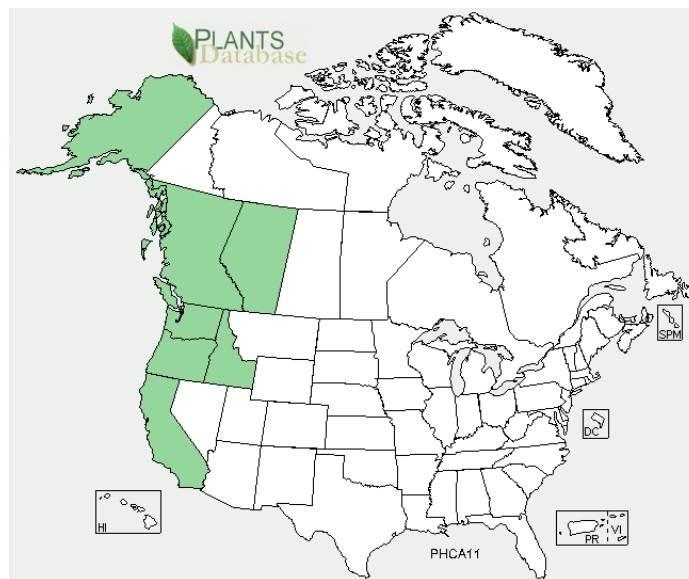 PLANTS
Database
SPM
DC
HI
PR
VI
PHCA11